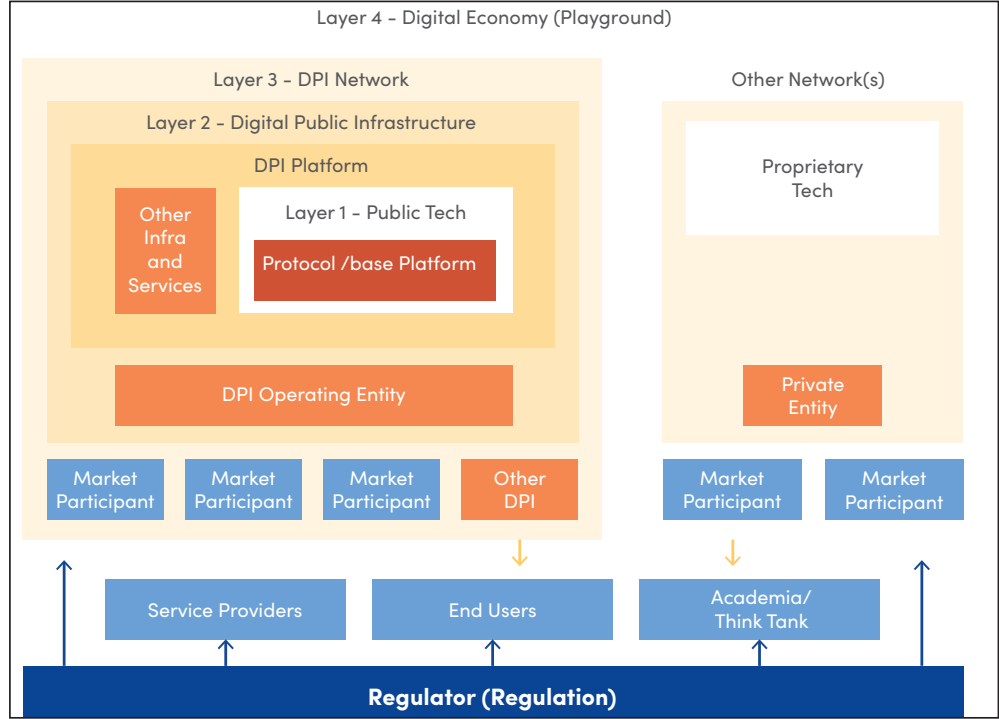 Layer 4 - Digital Economy (Playground)
Layer 3 - DPI Network
Layer 2 - Digital Public Infrastructure
DPI Platform
Other
Infra
and
Services
Layer 1 - Public Tech
Protocol /base Platform
DPI Operating Entity
Market
Participant
Market
Participant
Market
Participant
Other
DPI
Other Network(s)
Proprietary
Tech
Private
Entity
Market
Participant
Market
Participant
Service Providers
End Users
Academia/
Think Tank
Regulator (Regulation)